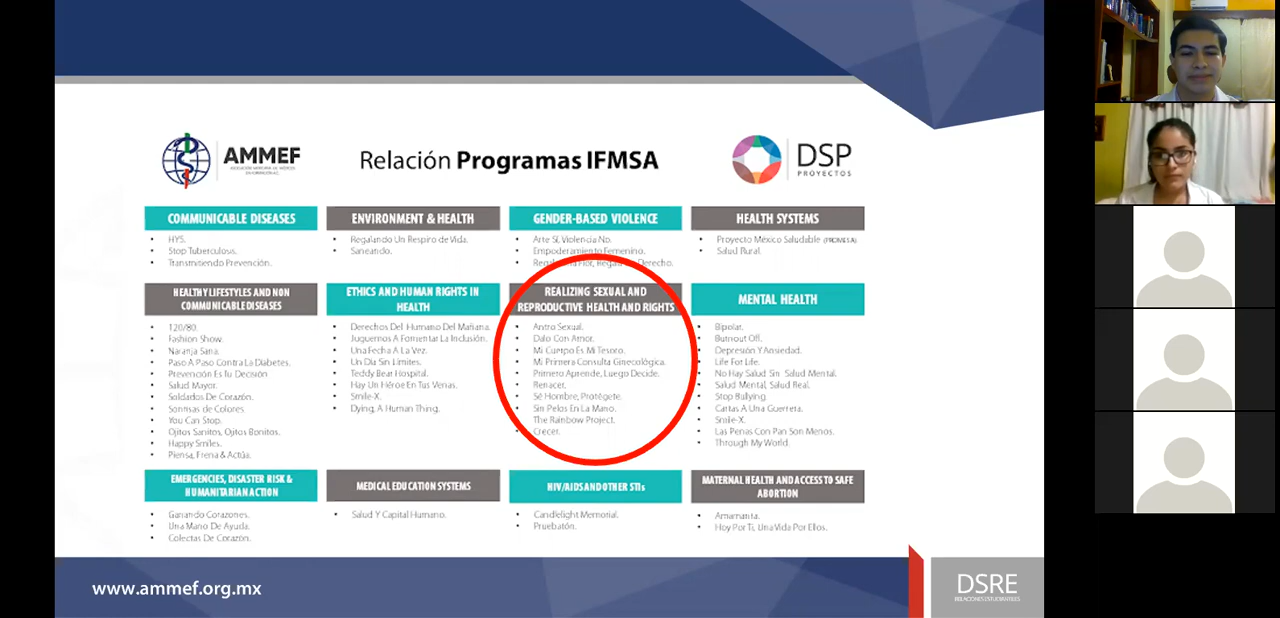 AMMEF
Relación Programas IFMSA
DSP
PROYECTOS
COMMUNICABLE DISEASES
HYS.
Stop Tuberculosis.
Transmitiendo Prevención.
ENVIRONMENT & HEALTH
Regalando Un Respiro de Vida.
Saneando.
GENDER-BASED VIOLENCE
Arte Sí, Violencia No.
Empoderamiento Femenino.
Flor, Derecho.
HEALTH SYSTEMS
Proyecto México Saludable (PROMESA)
Salud Rural.
HEALTHY LIFESTYLES AND NON
COMMUNICABLE DISEASES
120/80.
Fashion Show.
Naranja Sana.
Paso A Paso Contra La Diabetes.
Prevención Es Tu Decisión
Salud Mayor.
Soldados De Corazón.
Sonrisas de Colores
You Can Stop.
Ojitos Sanitos, Ojitos Bonitos.
Happy Smiles.
Piensa, Frena & Actúa.
ETHICS AND HUMAN RIGHTS IN
HEALTH
Derechos Del Humano Del Mañana.
Juguemos A Fomentar La Inclusión.
Una Fecha A La Vez.
Un Día Sin Límites.
Teddy Bear Hospital.
Hay Un Héroe En Tus Venas.
Smile-X.
Dying, A Human Thing.
REALIZING SEXUAL AND
REPRODUCTIVE HEALTH AND RIGHTS
Antro Sexual.
Dalo Con Amor.
Mi Cuerpo Es Mi Tesoro.
Mi Primera Consulta Ginecológica.
Primero Aprende, Luego Decide.
Renacer.
Sé Hombre, Protégete.
Sin Pelos En La Mano.
The Rainbow Project.
Crecer.
MENTAL HEALTH
Bipolar.
Burnout Off.
Depresión Y Ansiedad.
Life For Life.
No Hay Salud Sin Salud Mental.
Salud Mental, Salud Real.
Stop Bullying.
Cartas A Una Guerrera.
Smile-X.
Las Penas Con Pan Son Menos.
Through My World.
EMERGENCIES, DISASTER RISK &
HUMANITARIAN ACTION
Ganando Corazones.
Una Mano De Ayuda.
Colectas De Corazón.
MEDICAL EDUCATION SYSTEMS
Salud Y Capital Humano.
HIV/AIDS AND OTHER STIs
Candlelight Memorial.
Pruebatón.
MATERNAL HEALTH AND ACCESS TO SAFE
ABORTION
Amamanta.
Hoy Por Ti, Una Vida Por Ellos.
www.ammef.org.mx
DSRE
RELACIONES ESTUDIANTILES